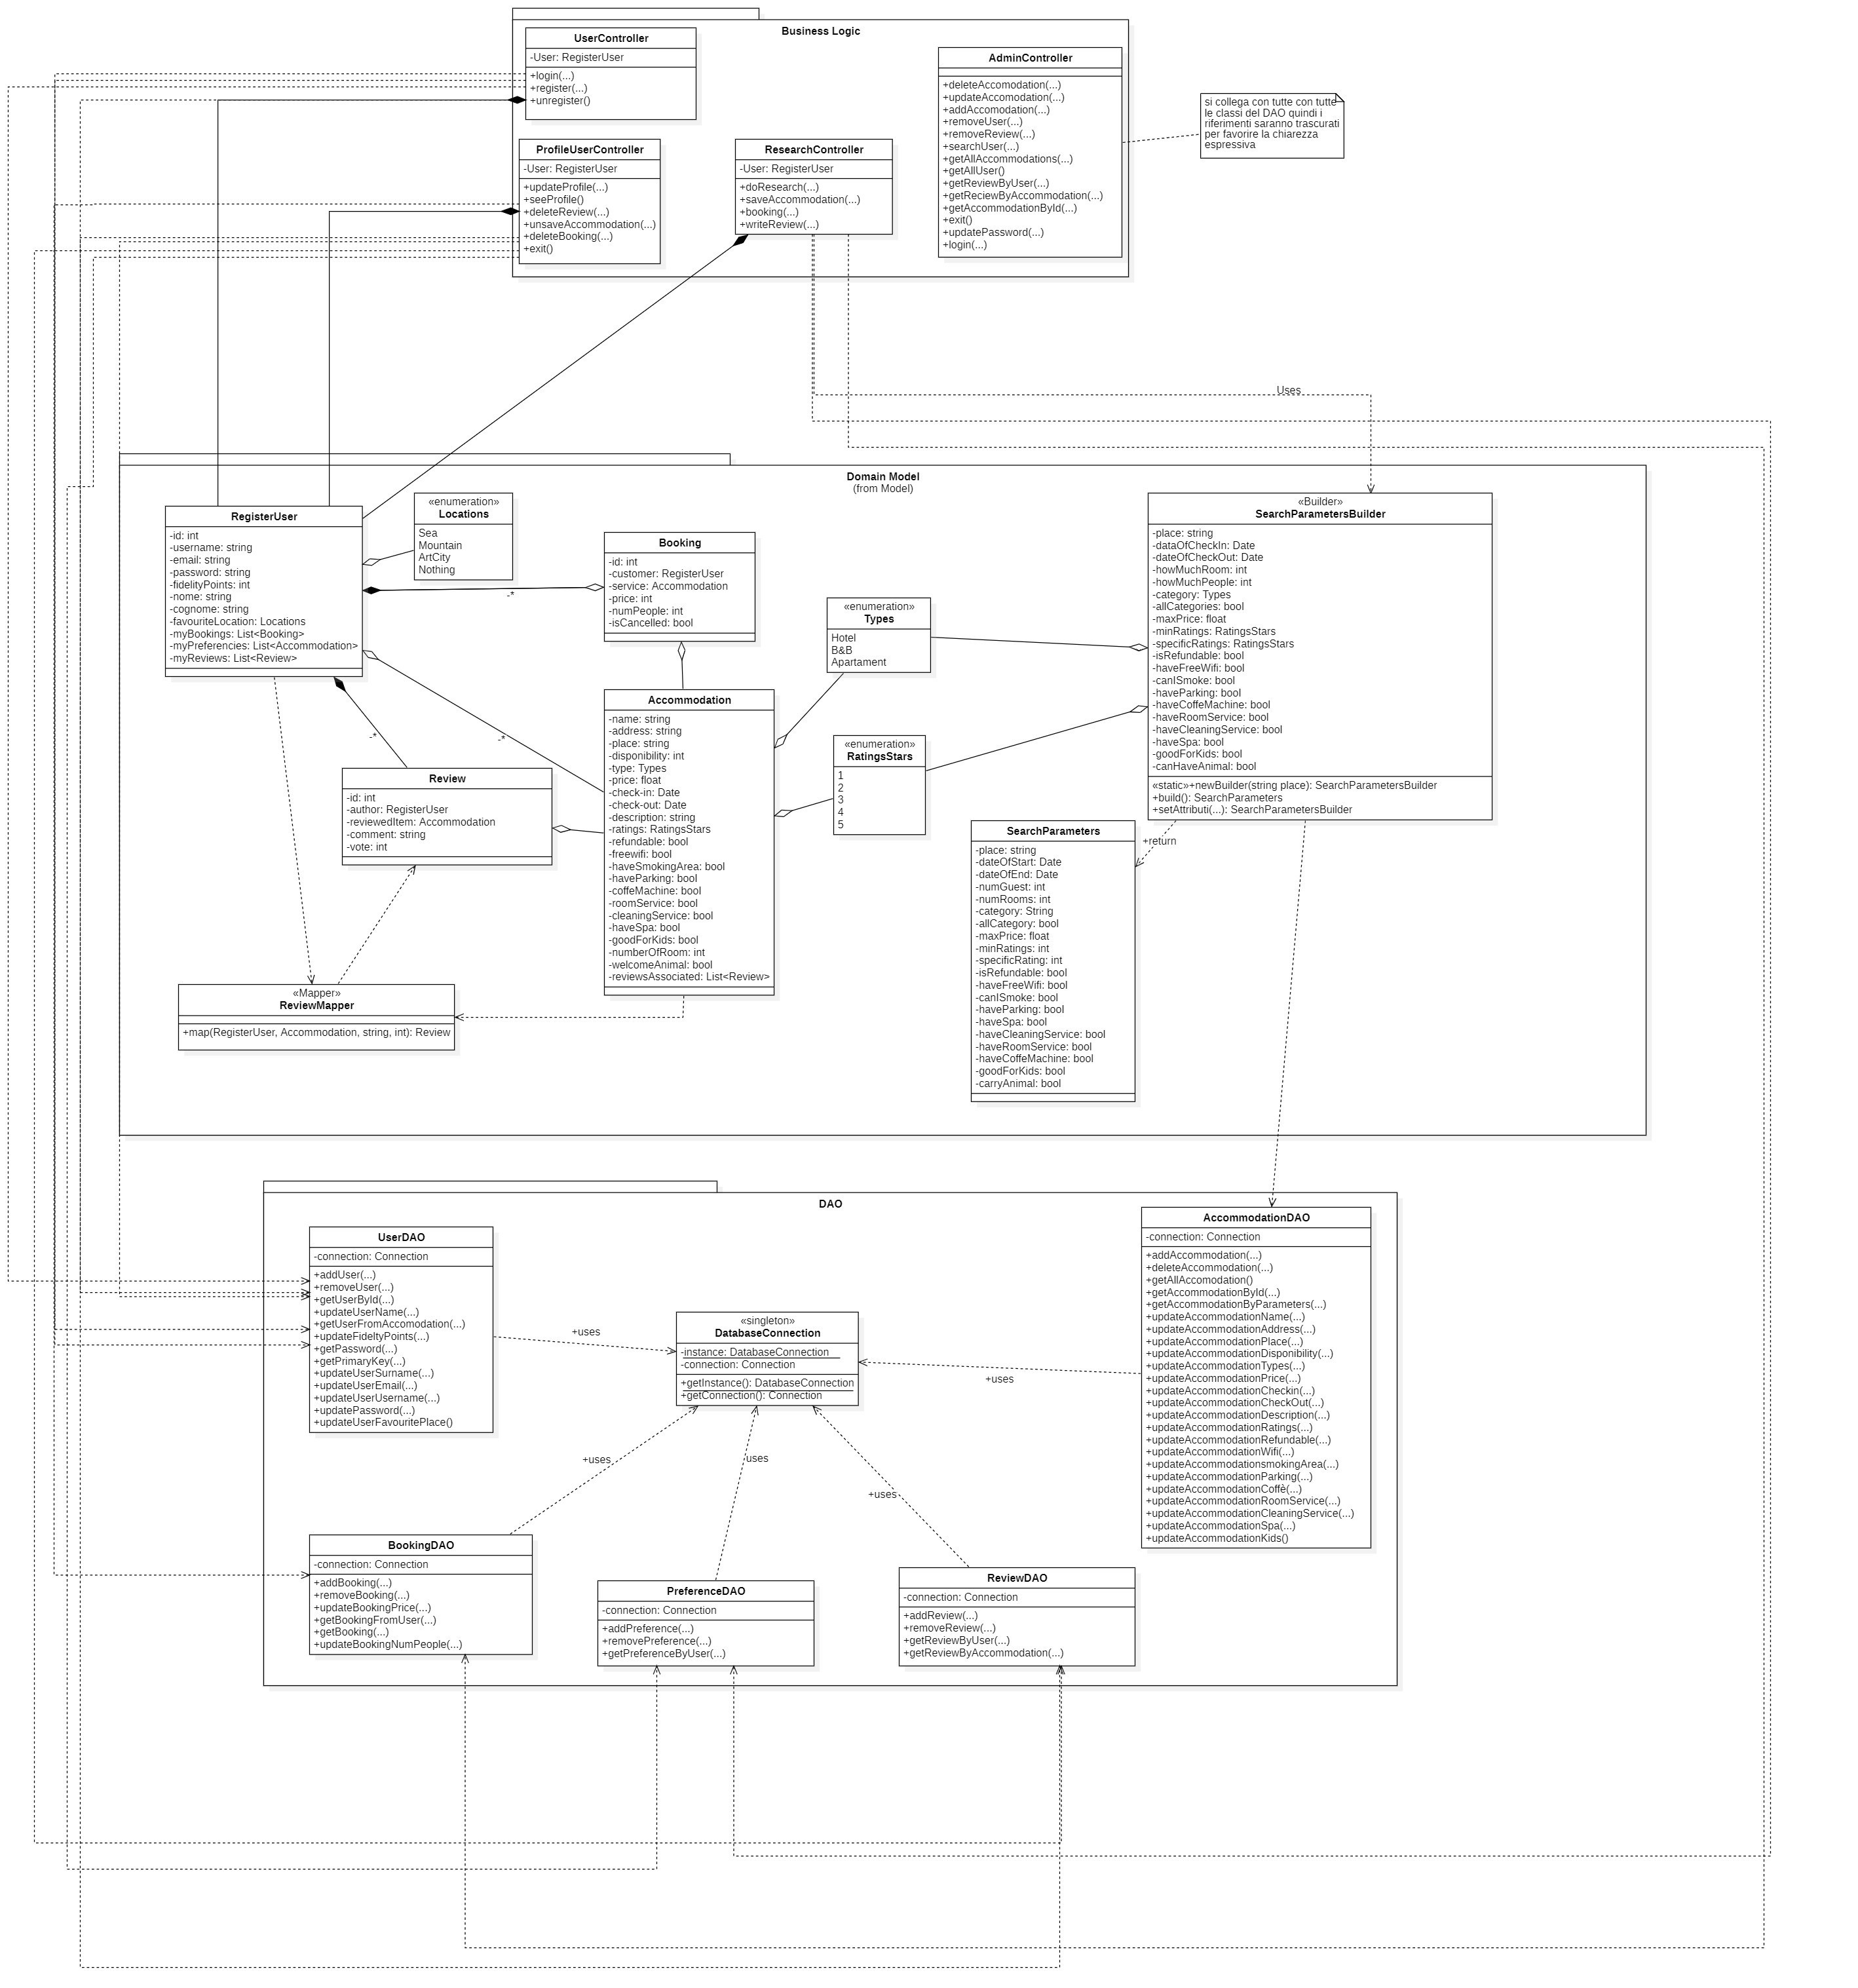 Business Logic
UserController
-User: RegisterUser
+login(...)
+register(...)
+unregister()
AdminController
+deleteAccomodation(...)
+updateAccomodation(...)
+addAccomodation(...)
+removeUser(...)
+removeReview(...)
+searchUser(...)
+getAllAccommodations(...)
+getAllUser()
+getReviewByUser(...)
+getReciewByAccommodation(...)
+getAccommodationById(...)
+exit()
+updatePassword(...)
+login(...)
si collega con tutte con tutte
le classi del DAO quindi i
riferimenti saranno trascurati
per favorire la chiarezza
espressiva
ProfileUserController
-User: RegisterUser
+updateProfile(...)
+seeProfile()
+deleteReview(...)
+unsaveAccommodation(...)
+deleteBooking(...)
+exit()
ResearchController
-User: RegisterUser
+doResearch(...)
+saveAccommodation(...)
+booking(...)
+writeReview(...)
Uses
Domain Model
(from Model)
RegisterUser
-id: int
-username: string
-email: string
-password: string
-fidelityPoints: int
-nome: string
-cognome: string
-favouriteLocation: Locations
-myBookings: List<Booking>
-myPreferencies: List<Accommodation>
-myReviews: List<Review>
«enumeration»
Locations
Sea
Mountain
ArtCity
Nothing
Booking
-id: int
-customer: RegisterUser
-service: Accommodation
-price: int
-numPeople: int
-isCancelled: bool
-*
-*
-*
«enumeration»
Types
Hotel
B&B
Apartament
«Builder»
SearchParametersBuilder
-place: string
-dataOfCheckIn: Date
-dateOfCheckOut: Date
-howMuchRoom: int
-howMuchPeople: int
-category: Types
-allCategories: bool
-maxPrice: float
-minRatings: RatingsStars
-specificRatings: RatingsStars
-isRefundable: bool
-haveFreeWifi: bool
-canISmoke: bool
-haveParking: bool
-haveCoffeMachine: bool
-haveRoomService: bool
-haveCleaningService: bool
-haveSpa: bool
-goodForKids: bool
-canHaveAnimal: bool
«static»+newBuilder(string place): SearchParametersBuilder
+build(): SearchParameters
+setAttributi(...): SearchParametersBuilder
Accommodation
-name: string
-address: string
-place: string
-disponibility: int
-type: Types
-price: float
-check-in: Date
-check-out: Date
-description: string
-ratings: RatingsStars
-refundable: bool
-freewifi: bool
-haveSmokingArea: bool
-haveParking: bool
-coffeMachine: bool
-roomService: bool
-cleaningService: bool
-haveSpa: bool
-goodForKids: bool
-numberOfRoom: int
-welcomeAnimal: bool
-reviewsAssociated: List<Review>
«enumeration»
RatingsStars
1
2
3
4
5
Review
-id: int
-author: RegisterUser
-reviewedItem: Accommodation
-comment: string
-vote: int
+return
SearchParameters
-place: string
-dateOfStart: Date
-dateOfEnd: Date
-numGuest: int
-numRooms: int
-category: String
-allCategory: bool
-maxPrice: float
-minRatings: int
-specificRating: int
-isRefundable: bool
-haveFreeWifi: bool
-canISmoke: bool
-haveParking: bool
-haveSpa: bool
-haveCleaningService: bool
-haveRoomService: bool
-haveCoffeMachine: bool
-goodForKids: bool
-carryAnimal: bool
«Mapper»
ReviewMapper
+map(RegisterUser, Accommodation, string, int): Review
DAO
UserDAO
-connection: Connection
+addUser(...)
+removeUser(...)
+getUserById(...)
+updateUserName(...)
+getUserFromAccomodation(...)
+updateFideltyPoints(...)
+getPassword(...)
+getPrimaryKey(...)
+updateUserSurname(...)
+updateUserEmail(...)
+updateUserUsername(...)
+updatePassword(...)
+updateUserFavouritePlace()
+uses
«singleton»
DatabaseConnection
-instance: DatabaseConnection
-connection: Connection
+getInstance(): DatabaseConnection
+getConnection(): Connection
+uses
AccommodationDAO
-connection: Connection
+addAccommodation(...)
+deleteAccommodation(...)
+getAllAccomodation()
+getAccommodationById(...)
+getAccommodationByParameters(...)
+updateAccommodationName(...)
+updateAccommodationAddress(...)
+updateAccommodationPlace(...)
+updateAccommodationDisponibility(...)
+updateAccommodationTypes(...)
+updateAccommodationPrice(...)
+updateAccommodationCheckin(...)
+updateAccommodationCheckOut(...)
+updateAccommodationDescription(...)
+updateAccommodationRatings(...)
+updateAccommodationRefundable(...)
+updateAccommodationWifi(...)
+updateAccommodationsmokingArea(...)
+updateAccommodationParking(...)
+updateAccommodationCoffè(...)
+updateAccommodationRoomService(...)
+updateAccommodationCleaningService(...)
+updateAccommodationSpa(...)
+updateAccommodationKids()
+uses
uses
+uses
BookingDAO
-connection: Connection
+addBooking(...)
+removeBooking(...)
+updateBookingPrice(...)
+getBookingFromUser(...)
+getBooking(...)
+updateBookingNumPeople(...)
PreferenceDAO
-connection: Connection
+addPreference(...)
+removePreference(...)
+getPreferenceByUser(...)
ReviewDAO
-connection: Connection
+addReview(...)
+removeReview(...)
+getReviewByUser(...)
+getReviewByAccommodation(...)